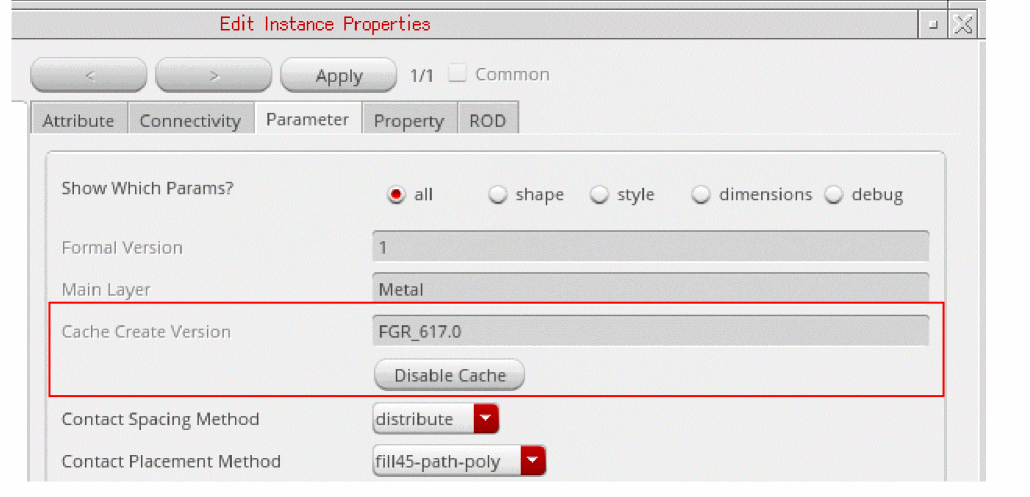 Edit Instance Properties
< > Apply 1/1 Common
Attribute Connectivity Parameter Property ROD
Show Which Params? all shape style dimensions debug
Formal Version 1
Main Layer Metal
Cache Create Version FGR_617.0
Disable Cache
Contact Spacing Method distribute
Contact Placement Method fill45-path-poly